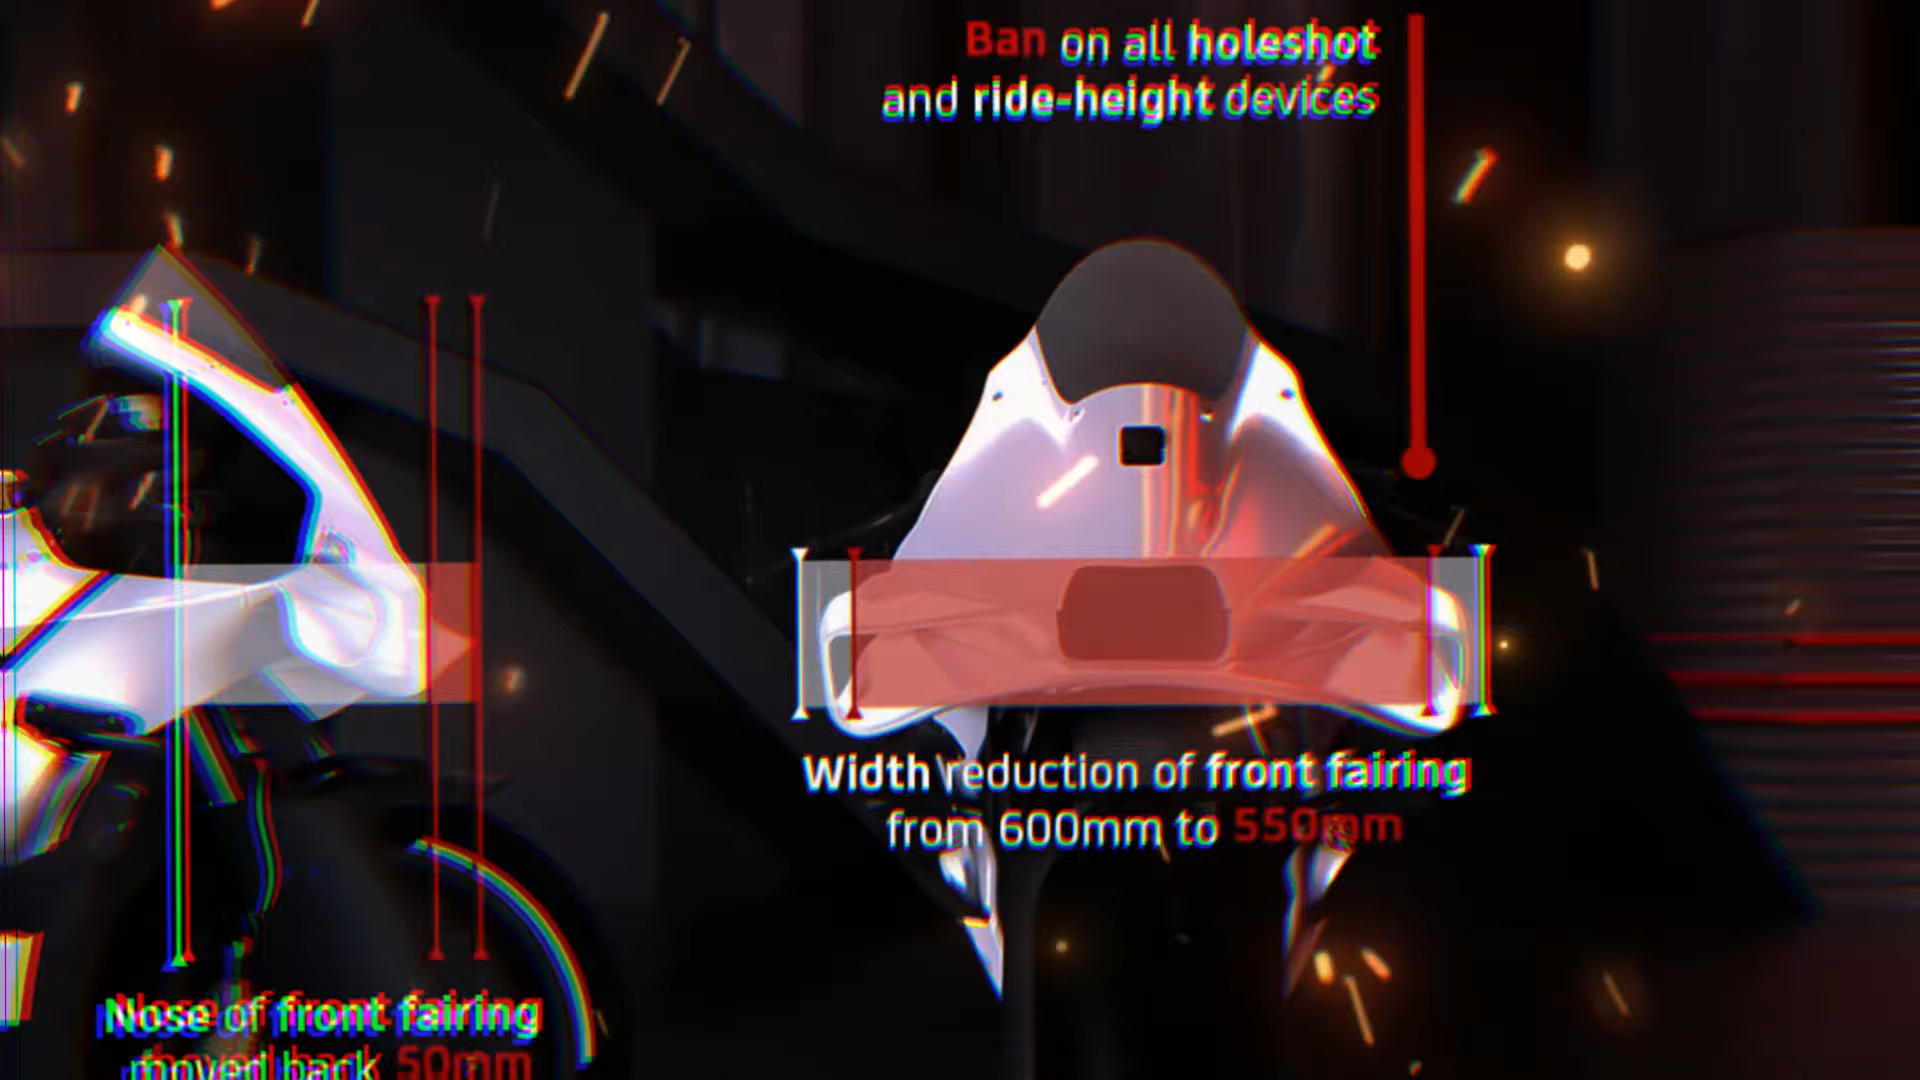 Ban on all holeshot
and ride-height devices
Width reduction of front fairing
from 600mm to 550mm
Nose of front fairing
moved back 50mm